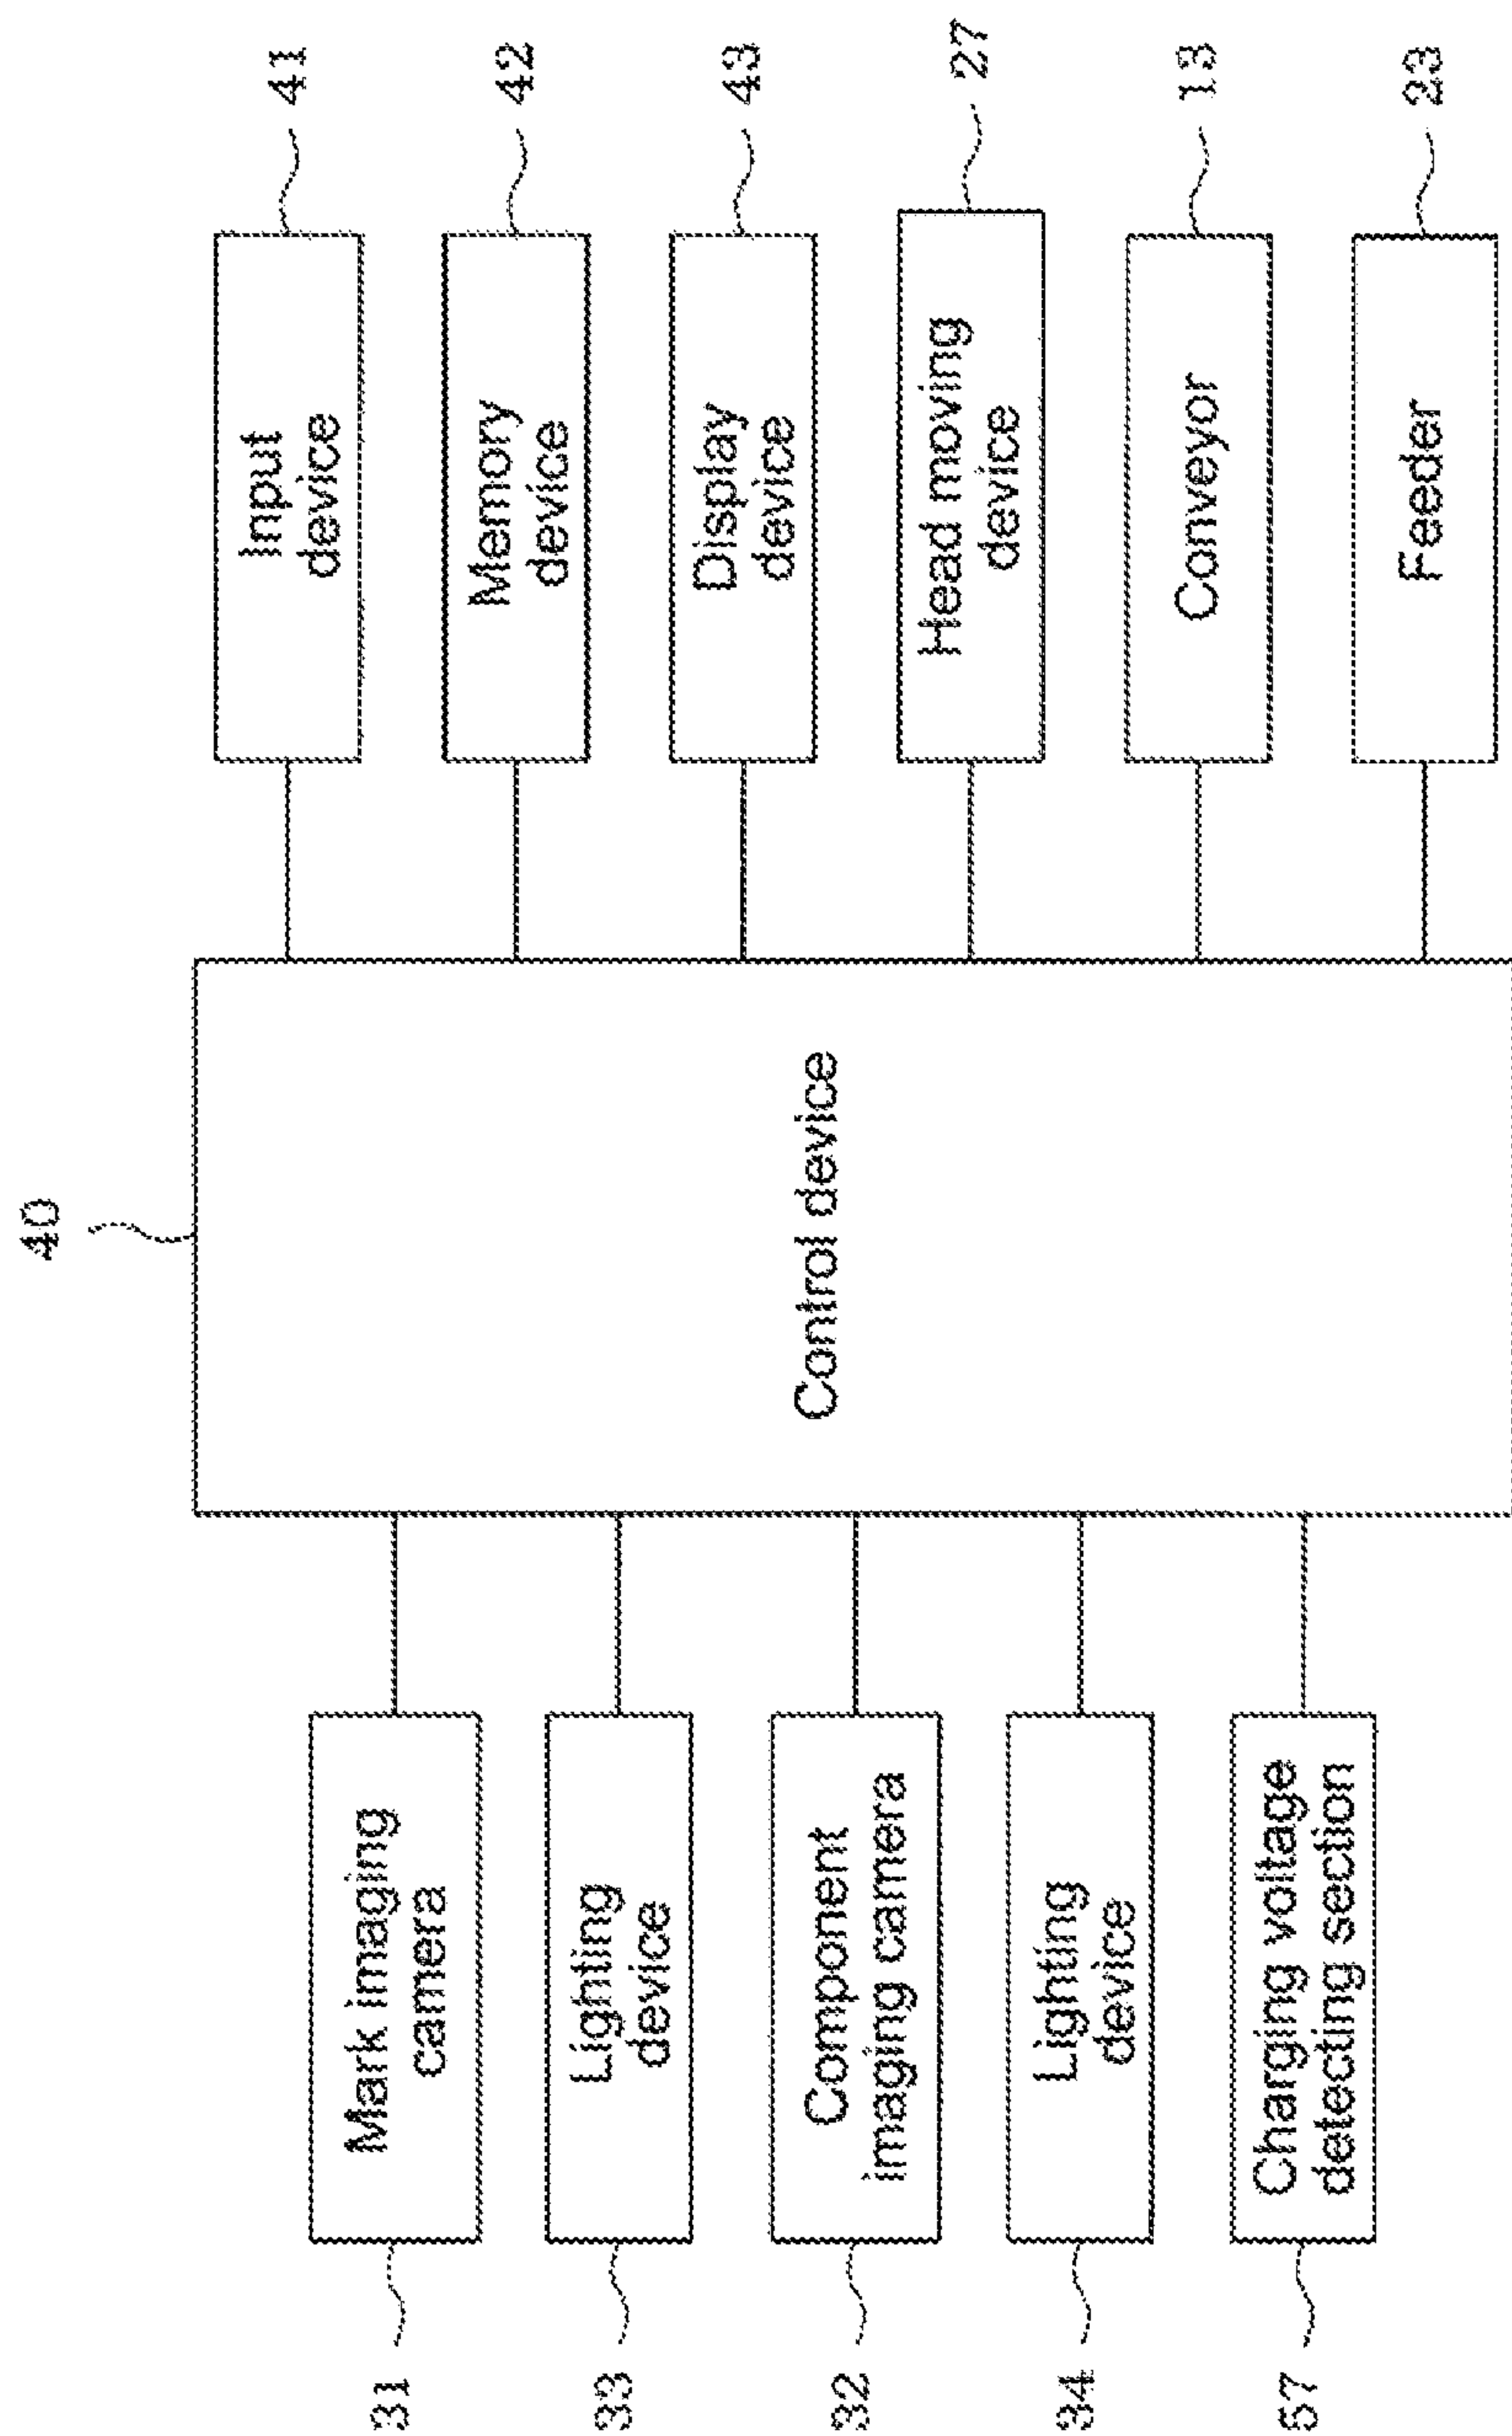 40
Control device
31
Mark imaging
camera
33
Lighting
device
32
Component
imaging camera
34
Lighting
device
57
Charging voltage
detecting section
Input
device
41
Memory
device
42
Display
device
43
Head moving
device
27
Conveyor
13
Feeder
23